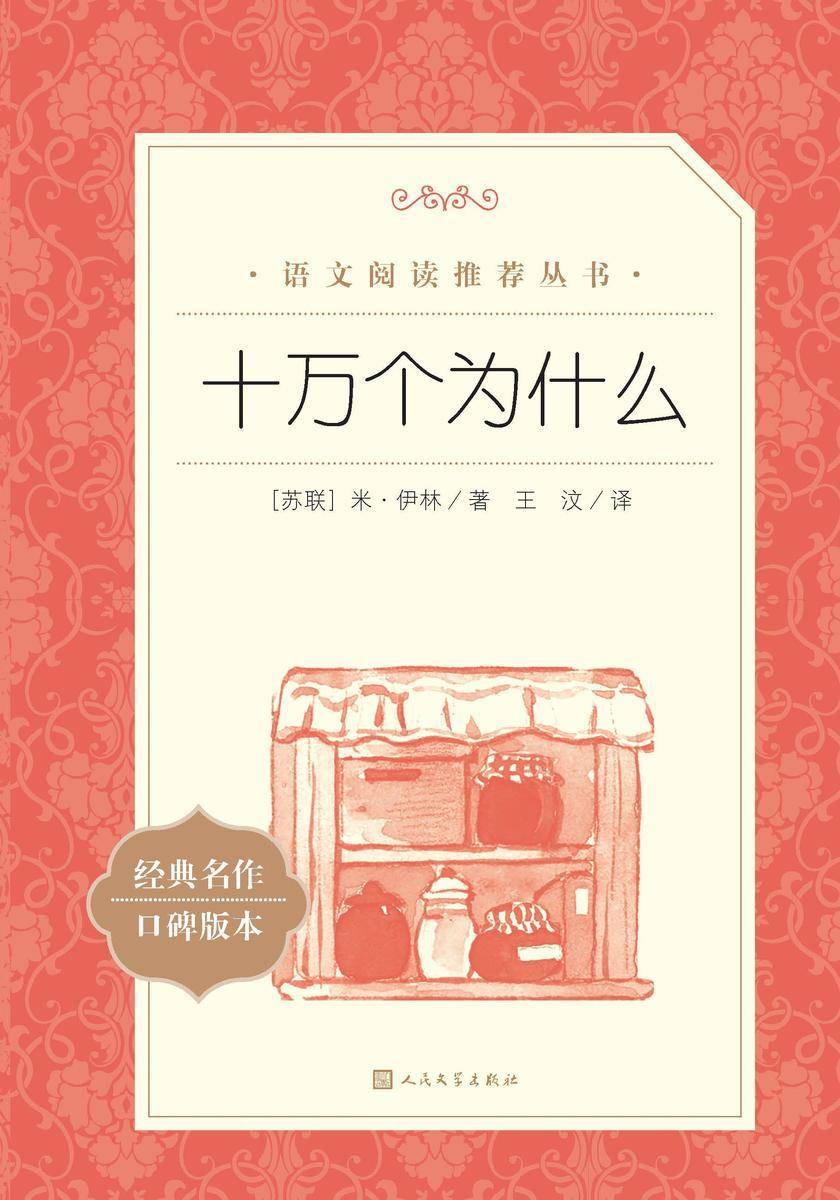 ·语文阅读推荐丛书·
十万个为什么
[苏联] 米·伊林/著 王 汶/译
经典名作
口碑版本
人民文学出版社